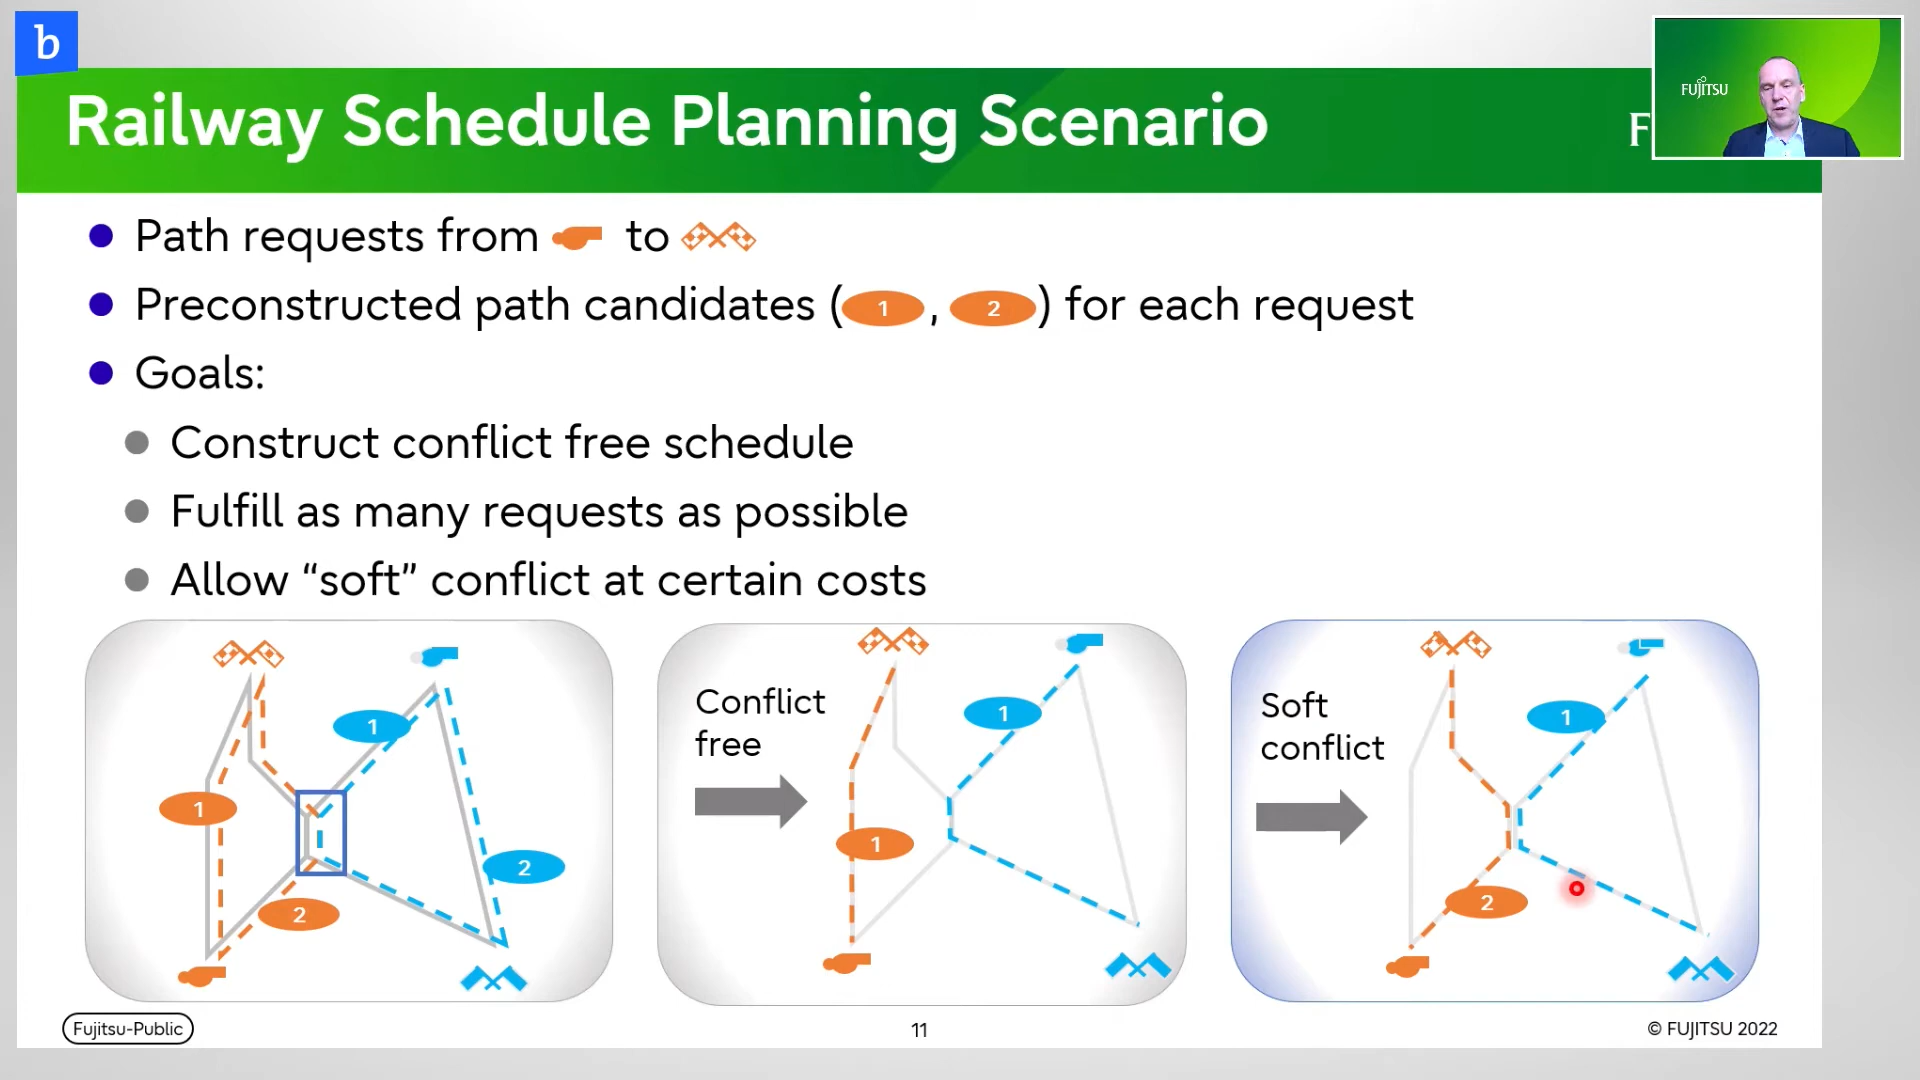 b
Railway Schedule Planning Scenario
F
FUJITSU
Path requests from to
Preconstructed path candidates (1, 2) for each request
Goals:
Construct conflict free schedule
Fulfill as many requests as possible
Allow “soft” conflict at certain costs
1
1
2
2
Conflict
free
1
1
Soft
conflict
1
2
Fujitsu-Public
11
© FUJITSU 2022